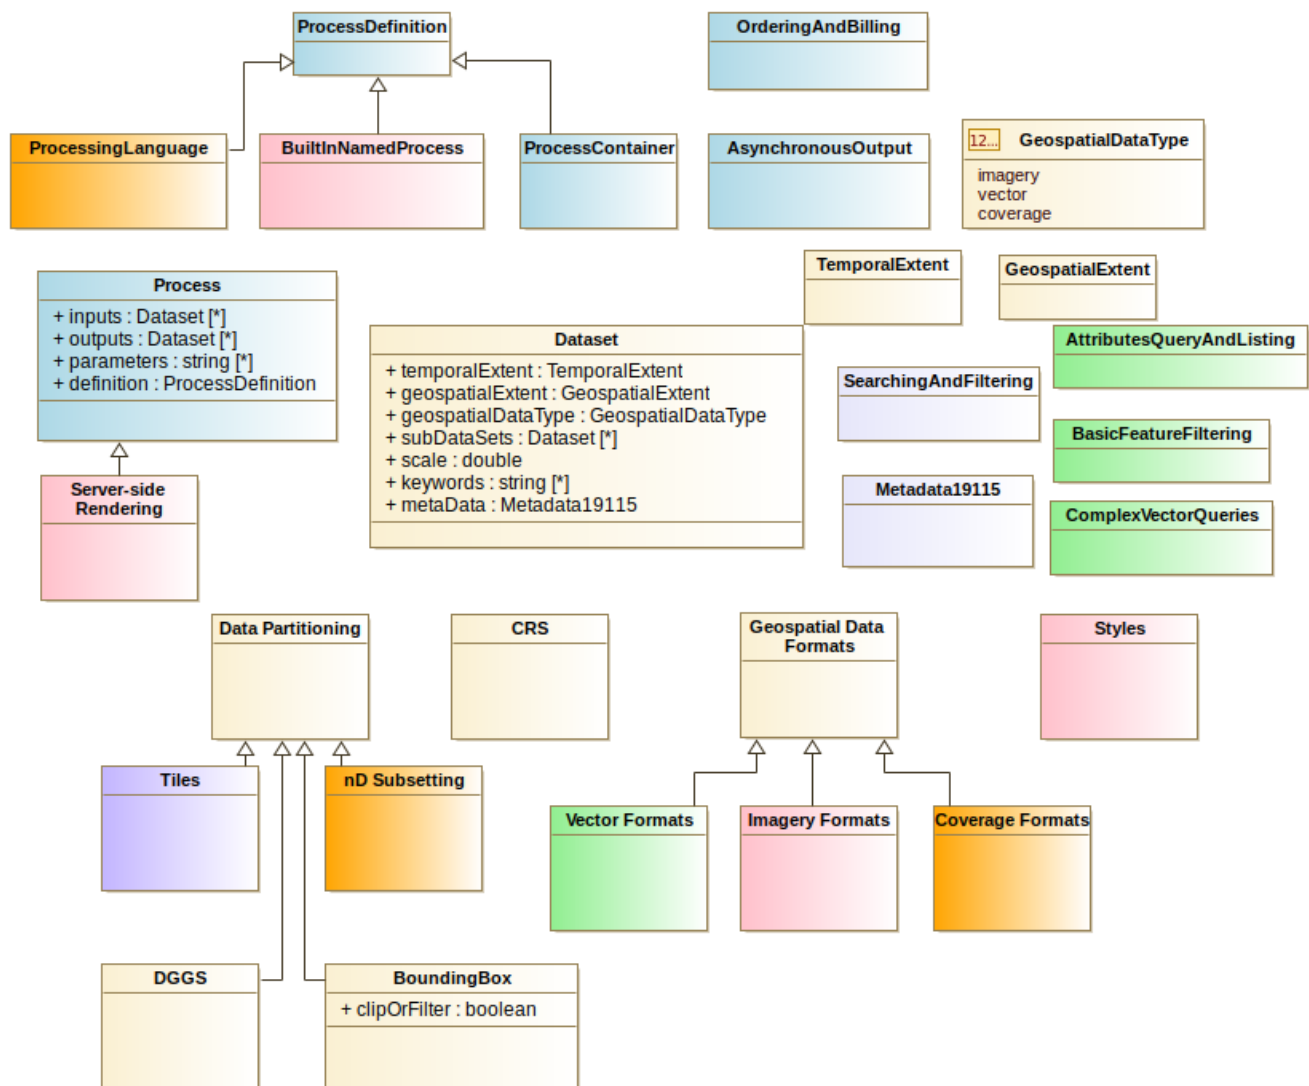 ProcessDefinition
OrderingAndBilling
ProcessingLanguage
BuiltInNamedProcess
ProcessContainer
AsynchronousOutput
12...
GeospatialDataType
imagery
vector
coverage
Process
+ inputs : Dataset [*]
+ outputs : Dataset [*]
+ parameters : string [*]
+ definition : ProcessDefinition
TemporalExtent
GeospatialExtent
Dataset
+ temporalExtent : TemporalExtent
+ geospatialExtent : GeospatialExtent
+ geospatialDataType : GeospatialDataType
+ subDataSets : Dataset [*]
+ scale : double
+ keywords : string [*]
+ metaData : Metadata19115
AttributesQueryAndListing
SearchingAndFiltering
BasicFeatureFiltering
Metadata19115
ComplexVectorQueries
Server-side
Rendering
Data Partitioning
CRS
Geospatial Data
Formats
Styles
Tiles
nD Subsetting
Vector Formats
Imagery Formats
Coverage Formats
DGGS
BoundingBox
+ clipOrFilter : boolean